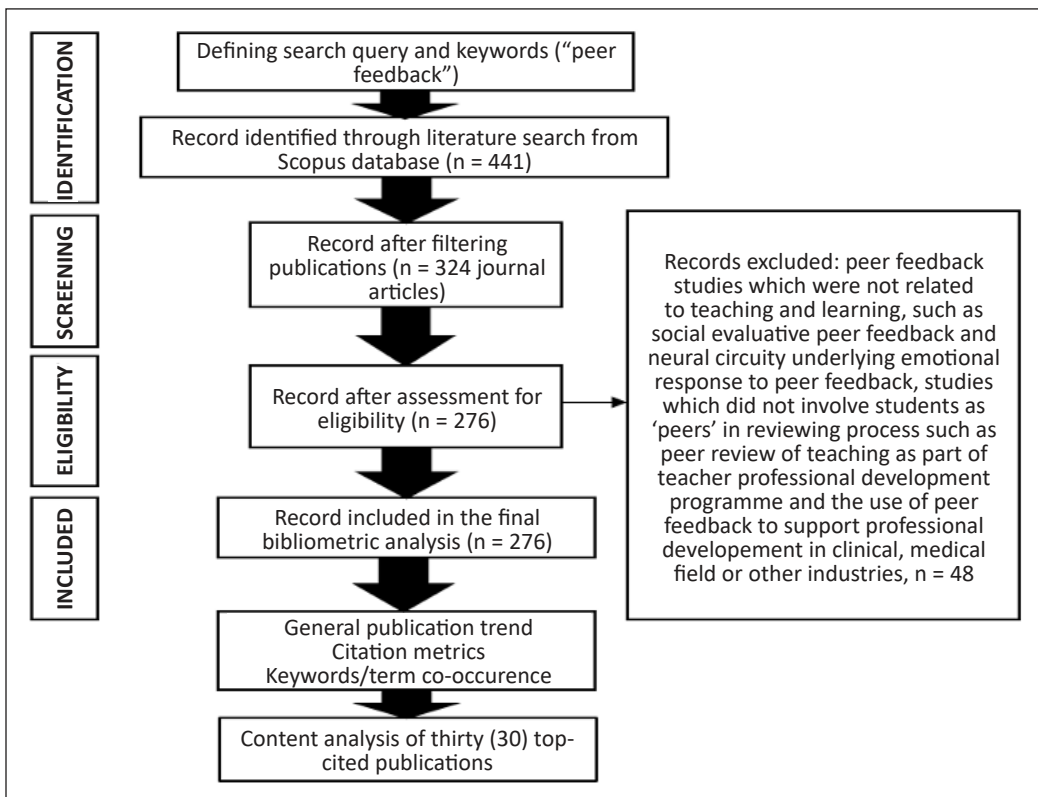 IDENTIFICATION
Defining search query and keywords (“peer
feedback”)
Record identified through literature search from
Scopus database (n = 441)
SCREENING
Record after filtering
publications (n = 324 journal
articles)
ELIGIBILITY
Record after assessment for
eligibility (n = 276)
Records excluded: peer feedback
studies which were not related
to teaching and learning, such as
social evaluative peer feedback and
neural circuity underlying emotional
response to peer feedback, studies
which did not involve students as
‘peers’ in reviewing process such as
peer review of teaching as part of
teacher professional development
programme and the use of peer
feedback to support professional
developement in clinical, medical
field or other industries, n = 48
INCLUDED
Record included in the final
bibliometric analysis (n = 276)
General publication trend
Citation metrics
Keywords/term co-occurence
Content analysis of thirty (30) top-
cited publications